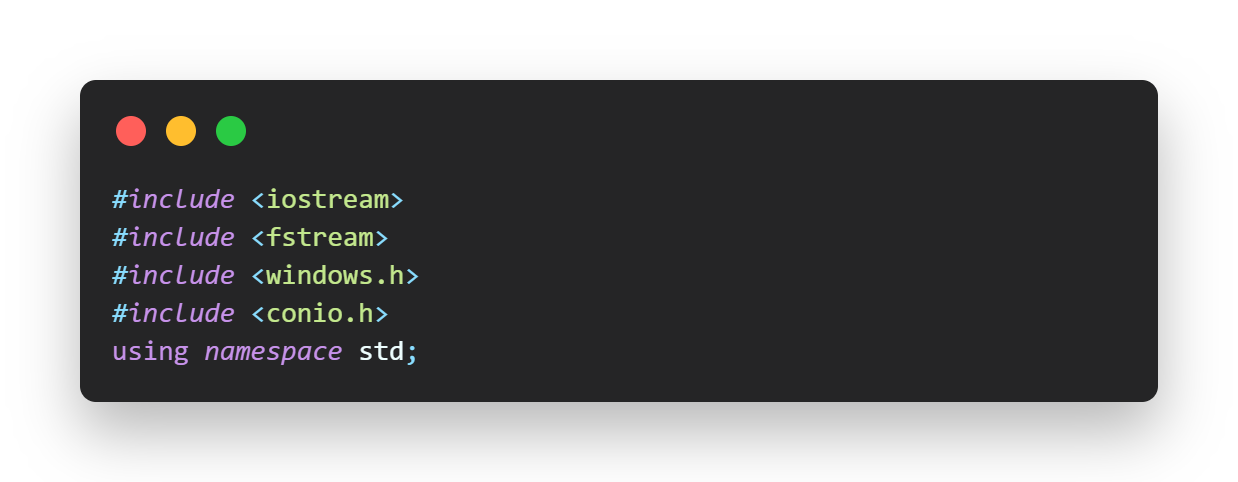 #include <iostream>
#include <fstream>
#include <windows.h>
#include <conio.h>
using namespace std;